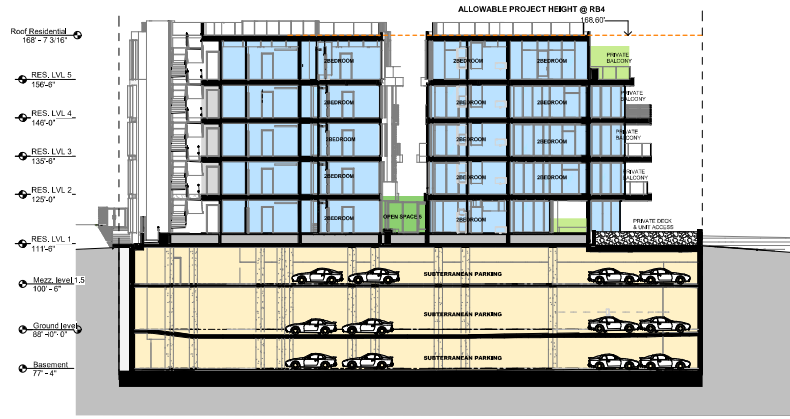 ALLOWABLE PROJECT HEIGHT @ RB4
168.60'
Roof Residential
168' - 7 3/16"
PRIVATE
BALCONY
2BEDROOM
2BEDROOM
2BEDROOM
RES. LVL 5
156'-6"
PRIVATE
BALCONY
2BEDROOM
2BEDROOM
2BEDROOM
RES. LVL 4
146'-0"
PRIVATE
BALCONY
2BEDROOM
2BEDROOM
2BEDROOM
RES. LVL 3
135'-6"
PRIVATE
BALCONY
2BEDROOM
2BEDROOM
2BEDROOM
RES. LVL 2
125'-0"
2BEDROOM
OPEN SPACE 5
2BEDROOM
PRIVATE DECK
& UNIT ACCESS
RES. LVL 1
111'-6"
SUBTERRANEAN PARKING
Mezz. level 1.5
100' - 6"
SUBTERRANEAN PARKING
Ground level
SUBTERRANEAN PARKING
Basement
77' - 4"